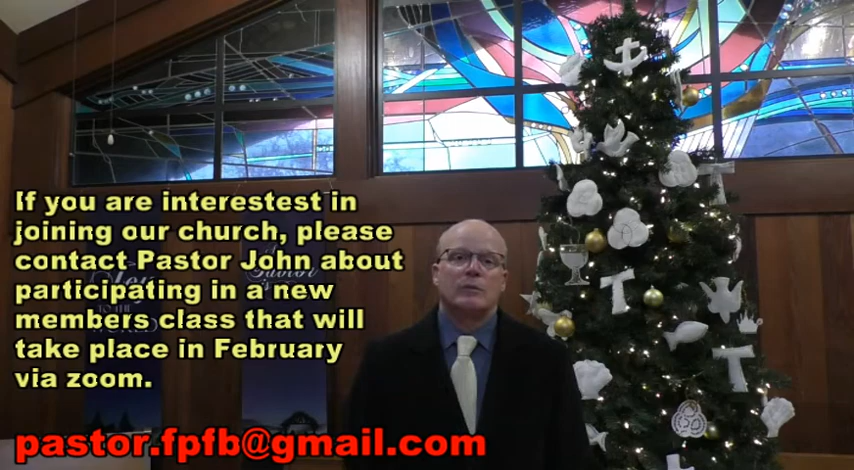 If you are interestest in
joining our church, please
contact Pastor John about
participating in a new
members class that will
take place in February
via zoom.
pastor.fpfb@gmail.com